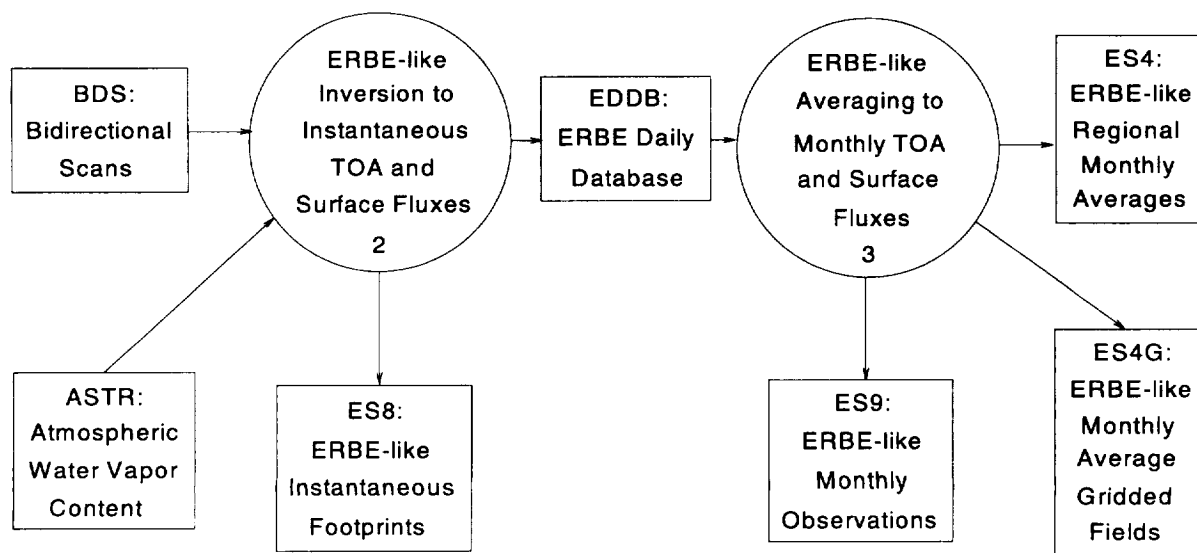 BDS:
Bidirectional
Scans
ASTR:
Atmospheric
Water Vapor
Content
ERBE-like
Inversion to
Instantaneous
TOA and
Surface Fluxes
2
ES8:
ERBE-like
Instantaneous
Footprints
EDDB:
ERBE Daily
Database
ERBE-like
Averaging to
Monthly TOA
and Surface
Fluxes
3
ES9:
ERBE-like
Monthly
Observations
ES4:
ERBE-like
Regional
Monthly
Averages
ES4G:
ERBE-like
Monthly
Average
Gridded
Fields